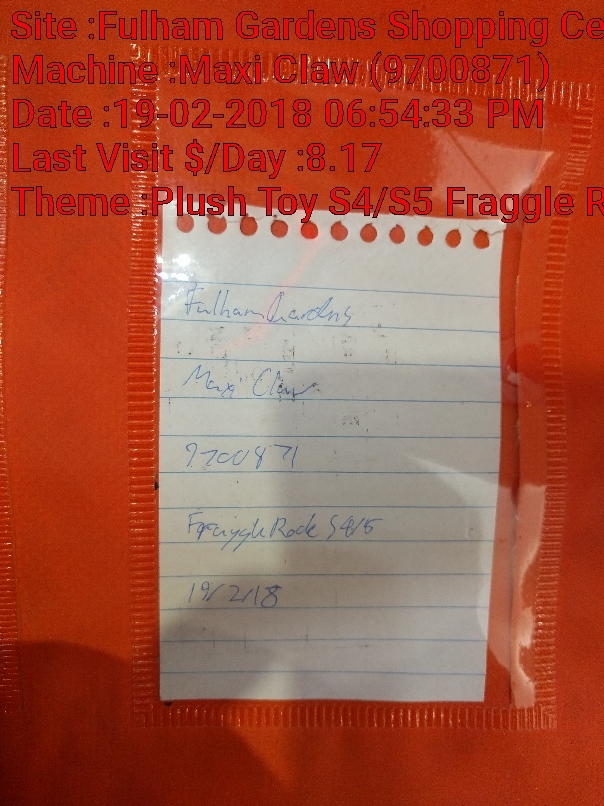 Site :Fulham Gardens Shopping Ce
Machine :Maxi Claw (9700871)
Date :19-02-2018 06:54:33 PM
Last Visit $/Day :8.17
Theme :Plush Toy S4/S5 Fraggle R
Fulham Gardens
Maxi Claw
9700871
Fraggle Rock S4/5
19/2/18